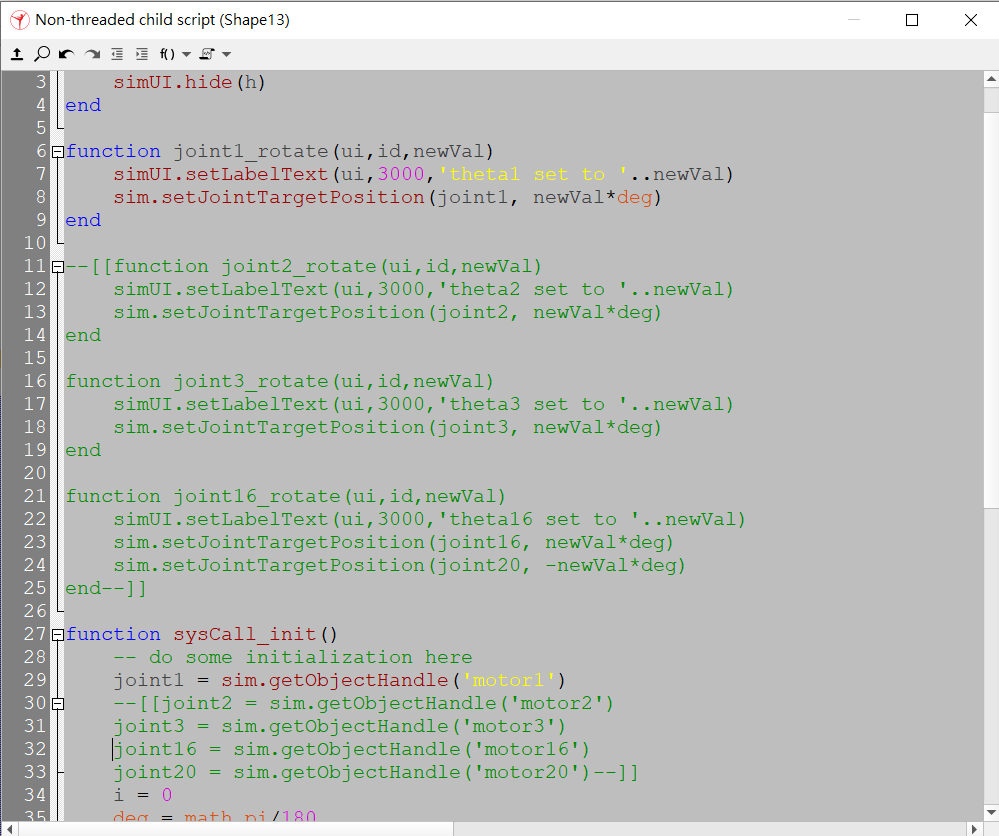 Non-threaded child script (Shape13)
f()
3 simUI.hide(h)
4 end
5
6 function joint1_rotate(ui,id,newVal)
7 simUI.setLabelText(ui,3000,'theta1 set to '..newVal)
8 sim.setJointTargetPosition(joint1, newVal*deg)
9 end
10
11 --[[function joint2_rotate(ui,id,newVal)
12 simUI.setLabelText(ui,3000,'theta2 set to '..newVal)
13 sim.setJointTargetPosition(joint2, newVal*deg)
14 end
15
16 function joint3_rotate(ui,id,newVal)
17 simUI.setLabelText(ui,3000,'theta3 set to '..newVal)
18 sim.setJointTargetPosition(joint3, newVal*deg)
19 end
20
21 function joint16_rotate(ui,id,newVal)
22 simUI.setLabelText(ui,3000,'theta16 set to '..newVal)
23 sim.setJointTargetPosition(joint16, newVal*deg)
24 sim.setJointTargetPosition(joint20, -newVal*deg)
25 end--]]
26
27 function sysCall_init()
28 -- do some initialization here
29 joint1 = sim.getObjectHandle('motor1')
30 --[[joint2 = sim.getObjectHandle('motor2')
31 joint3 = sim.getObjectHandle('motor3')
32 joint16 = sim.getObjectHandle('motor16')
33 joint20 = sim.getObjectHandle('motor20')--]]
34 i = 0
35 deg = math.pi/180